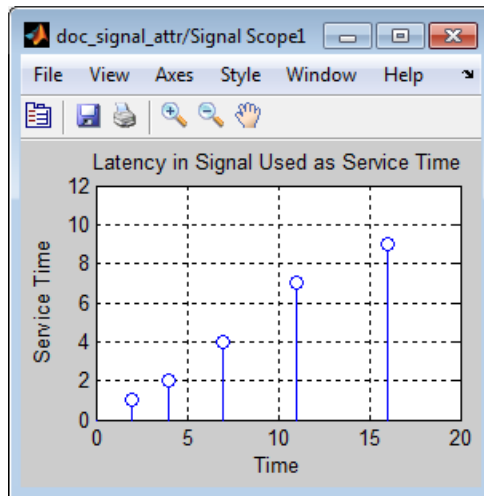 doc_signal_attr/Signal Scope1
File View Axes Style Window Help
Latency in Signal Used as Service Time
12
10
8
6
4
2
0
Service Time
0 5 10 15 20
Time